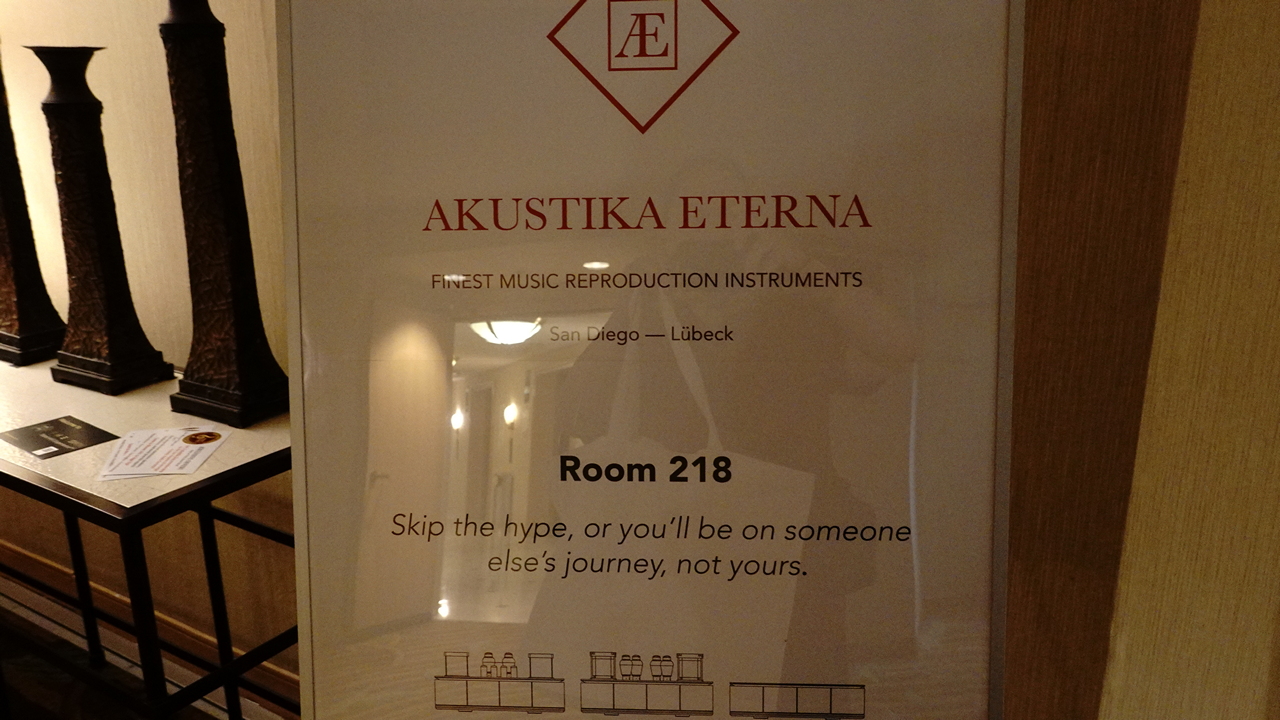 Æ
AKUSTIKA ETERNA
FINEST MUSIC REPRODUCTION INSTRUMENTS
San Diego — Lübeck
Room 218
Skip the hype, or you’ll be on someone
else’s journey, not yours.